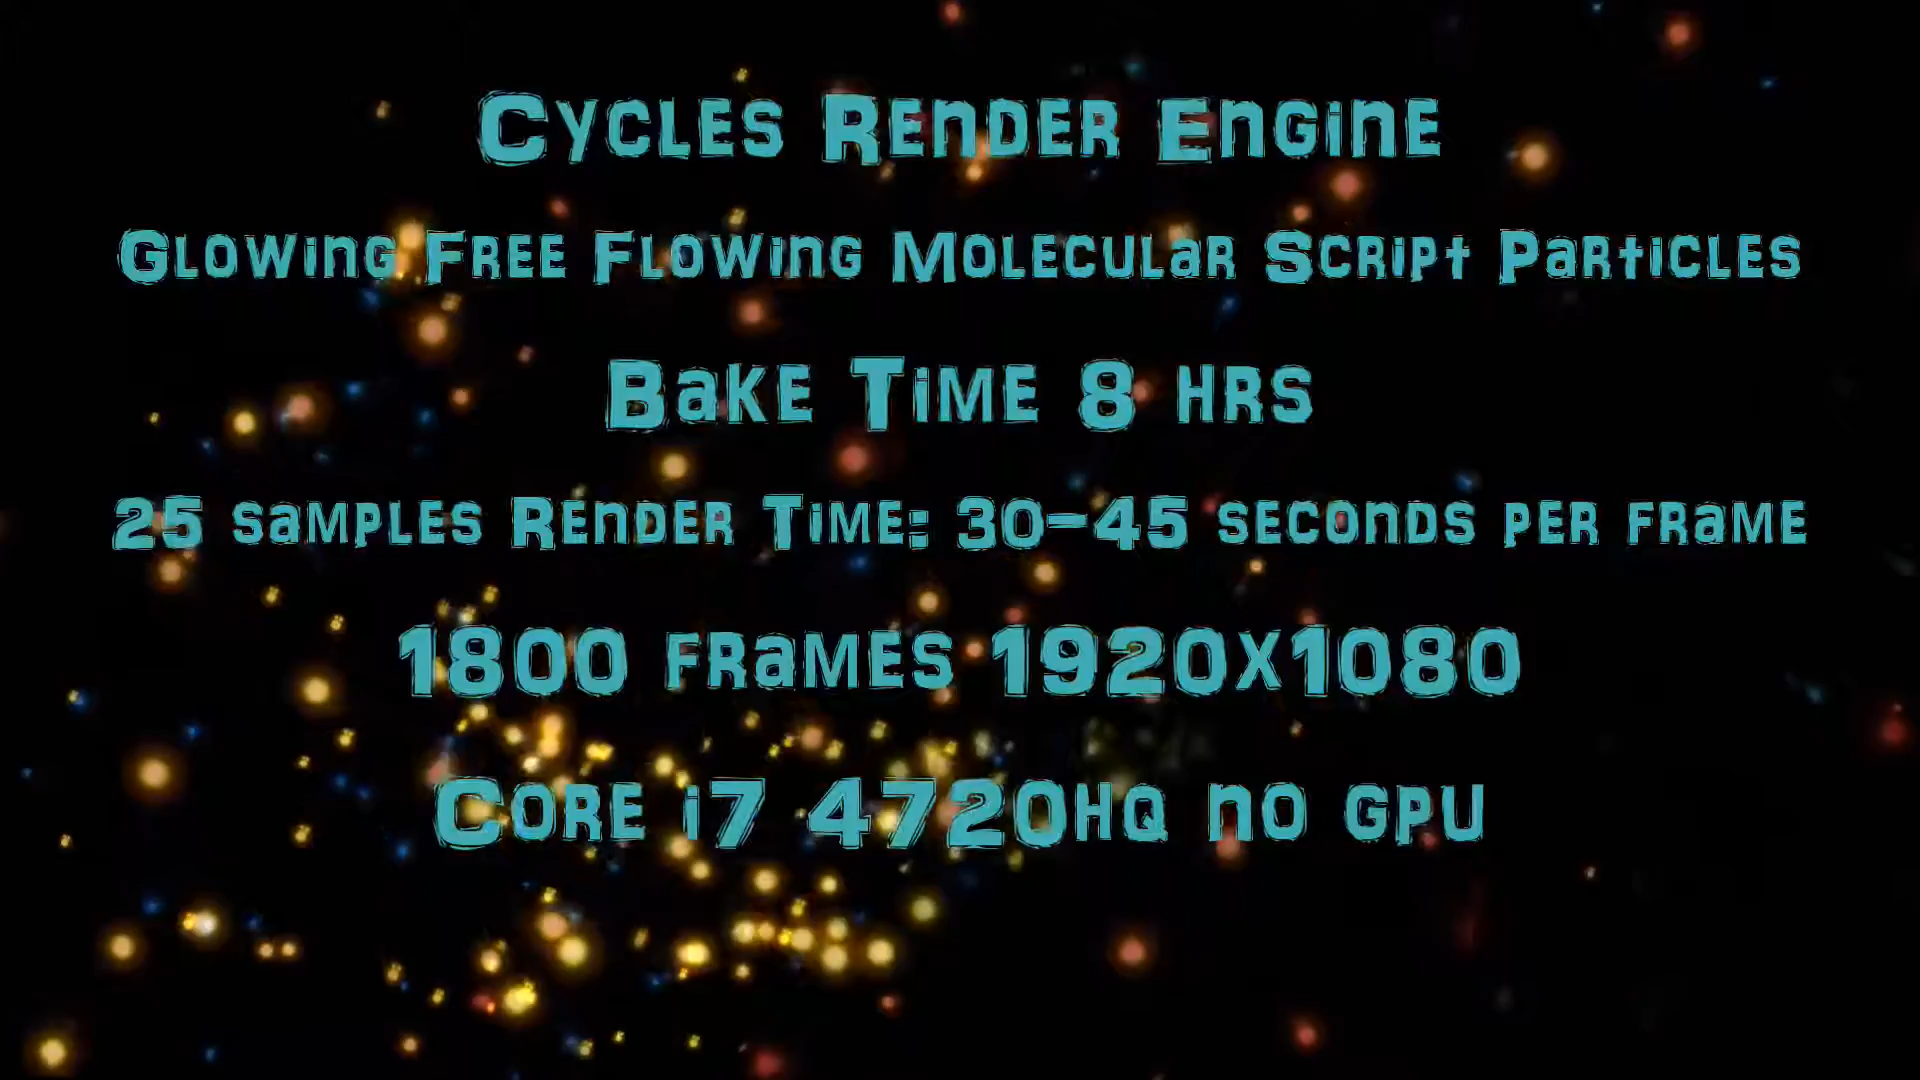 Cycles Render Engine
Glowing Free Flowing Molecular Script Particles
Bake Time 8 hrs
25 samples Render Time: 30-45 seconds per frame
1800 frames 1920x1080
Core i7 4720HQ no gpu